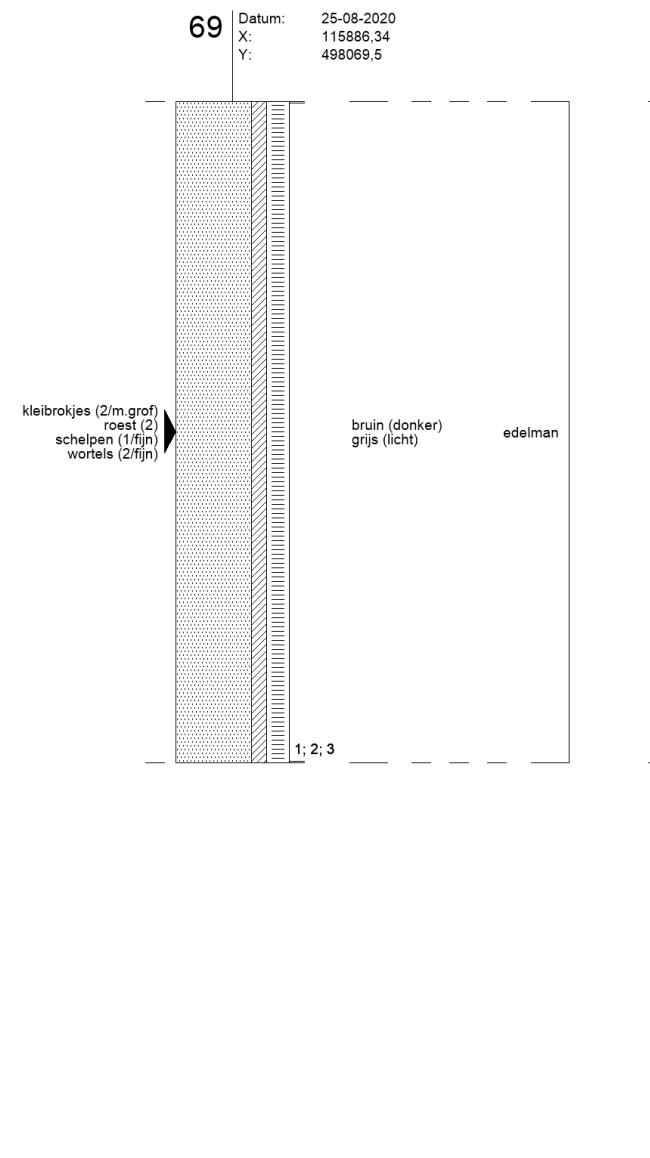 69
Datum: 25-08-2020
X: 115886,34
Y: 498069,5
kleibrokjes (2/m.grof)
roest (2)
schelpen (1/fijn)
wortels (2/fijn)
bruin (donker)
grijs (licht)
edelman
1; 2; 3